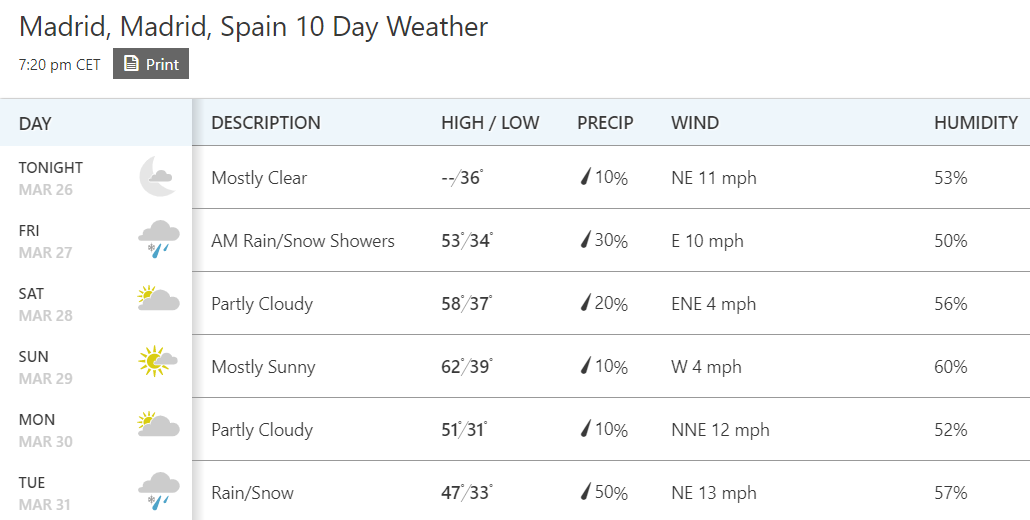 Madrid, Madrid, Spain 10 Day Weather
7:20 pm CET Print
DAY DESCRIPTION HIGH / LOW PRECIP WIND HUMIDITY
TONIGHT
MAR 26
Mostly Clear --/36° 10% NE 11 mph 53%
FRI
MAR 27
AM Rain/Snow Showers 53°/34° 30% E 10 mph 50%
SAT
MAR 28
Partly Cloudy 58°/37° 20% ENE 4 mph 56%
SUN
MAR 29
Mostly Sunny 62°/39° 10% W 4 mph 60%
MON
MAR 30
Partly Cloudy 51°/31° 10% NNE 12 mph 52%
TUE
MAR 31
Rain/Snow 47°/33° 50% NE 13 mph 57%